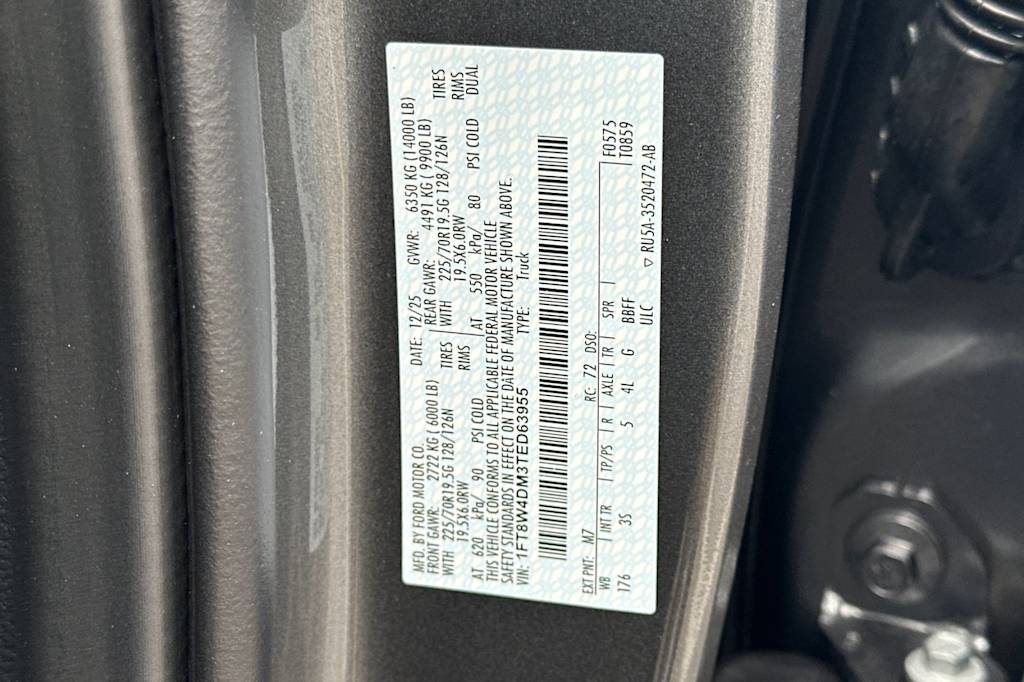 MFD. BY FORD MOTOR CO. DATE: 12/25 GVWR: 6350 KG (14000 LB)
FRONT GAWR: 2722 KG ( 6000 LB) REAR GAWR: 4491 KG ( 9900 LB)
WITH 225/70R19.5G 128/126N TIRES WITH 225/70R19.5G 128/126N TIRES
19.5X6.0RW RIMS 19.5X6.0RW RIMS
AT 620 kPa/ 90 PSI COLD AT 550 kPa/ 80 PSI COLD DUAL
THIS VEHICLE CONFORMS TO ALL APPLICABLE FEDERAL MOTOR VEHICLE
SAFETY STANDARDS IN EFFECT ON THE DATE OF MANUFACTURE SHOWN ABOVE.
VIN: 1FT8W4DM3TED63955 TYPE: Truck
F0575
T0859
EXT PNT: M7 RC: 72 DSO:
WB INT TR TP/PS R AXLE TR SPR
176 3S 5 4L G BBFF
ULC ▽ RU5A-3520472-AB